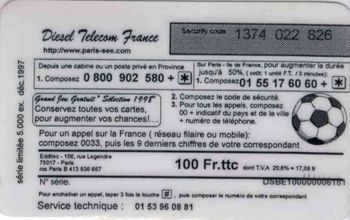 Diesel Telecom France
http://www.paris-see.com
Security code
1374 022 826
Depuis une cabine ou un poste privé en Province
1. Composez 0 800 902 580 + *
Sur Paris - Ile de France, pour augmenter la durée
jusqu'à 50%, ( coût: 1 unité F.T. / 3 minutes)
1. Composez 01 55 17 60 60 + *
Grand Jeu Gratuit " Selection 1998 "
Conservez toutes vos cartes,
pour augmenter vos chances!....
2. Composez le code de sécurité.
3. Pour tous les appels, composez
00 + indicatif du pays et de la ville
+ numéro de téléphone.
Pour un appel sur la France ( réseau filaire ou mobile):
composez 0033, puis les 9 derniers chiffres de votre correspondant
Editec - 106, rue Legendre
75017 - Paris
rcs Paris B 413 936 667
100 Fr.ttc
dont T.V.A 20,6% = 17,08 fr
N° série.
DSBE100000006181
Pour enchaîner un appel, taper 3 fois la touche *, puis composez le numéro de votre correspondant
Service technique : 01 53 96 08 81
série limitée 5.000 ex. déc.1997